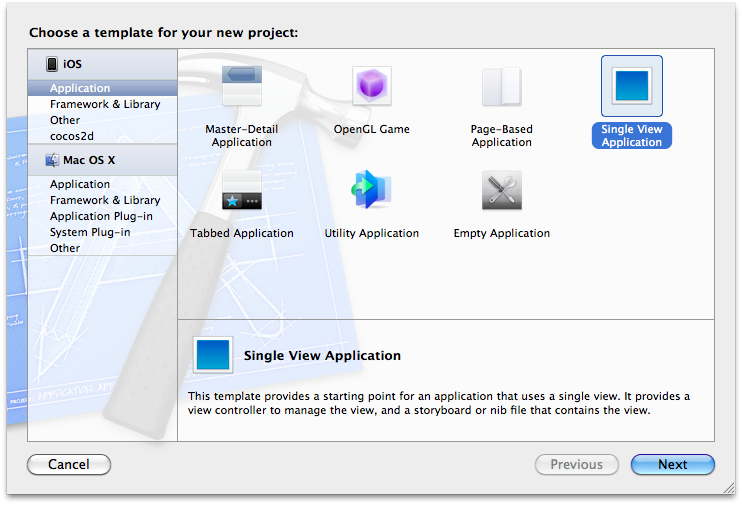 Choose a template for your new project:
iOS
Application
Framework & Library
Other
cocos2d
Mac OS X
Application
Framework & Library
Application Plug-in
System Plug-in
Other
Master-Detail
Application
OpenGL Game
Page-Based
Application
Single View
Application
Tabbed Application
Utility Application
Empty Application
Single View Application
This template provides a starting point for an application that uses a single view. It provides a
view controller to manage the view, and a storyboard or nib file that contains the view.
Cancel
Previous
Next